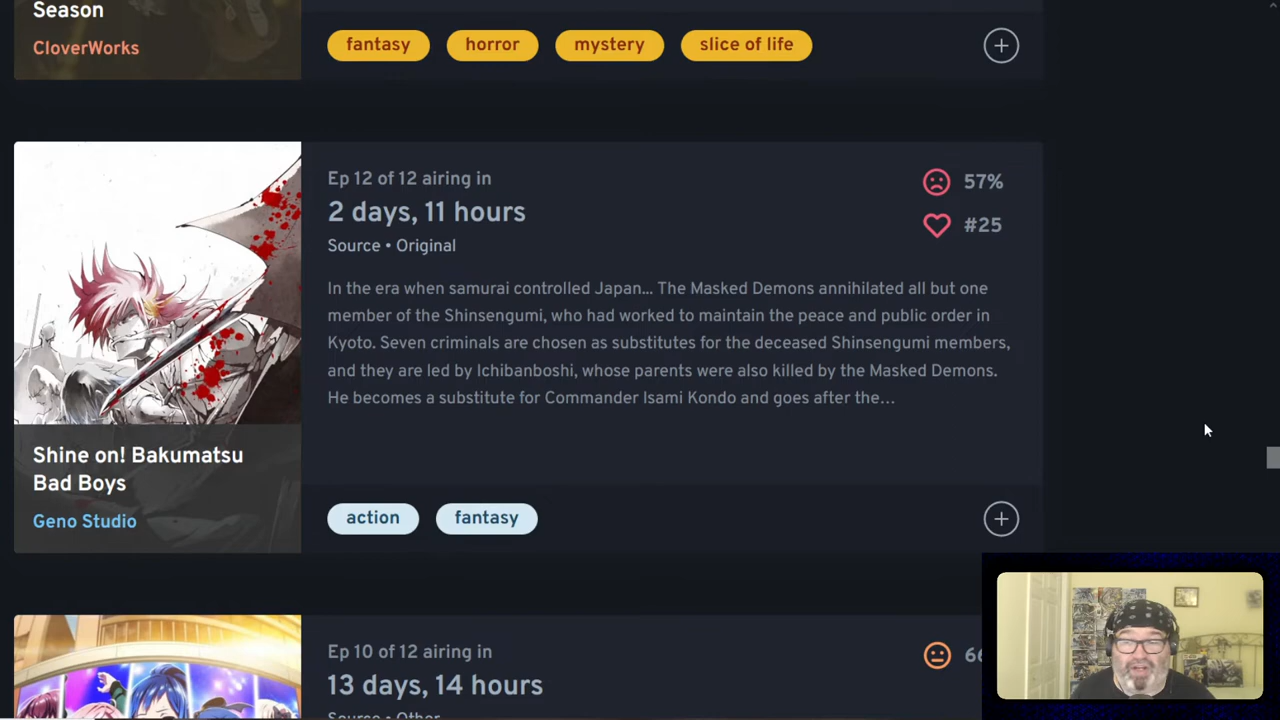 Season
CloverWorks
fantasy
horror
mystery
slice of life
Ep 12 of 12 airing in
2 days, 11 hours
Source • Original
57%
#25
In the era when samurai controlled Japan... The Masked Demons annihilated all but one
member of the Shinsengumi, who had worked to maintain the peace and public order in
Kyoto. Seven criminals are chosen as substitutes for the deceased Shinsengumi members,
and they are led by Ichibanboshi, whose parents were also killed by the Masked Demons.
He becomes a substitute for Commander Isami Kondo and goes after the...
Shine on! Bakumatsu
Bad Boys
Geno Studio
action
fantasy
Ep 10 of 12 airing in
13 days, 14 hours
Source • Other